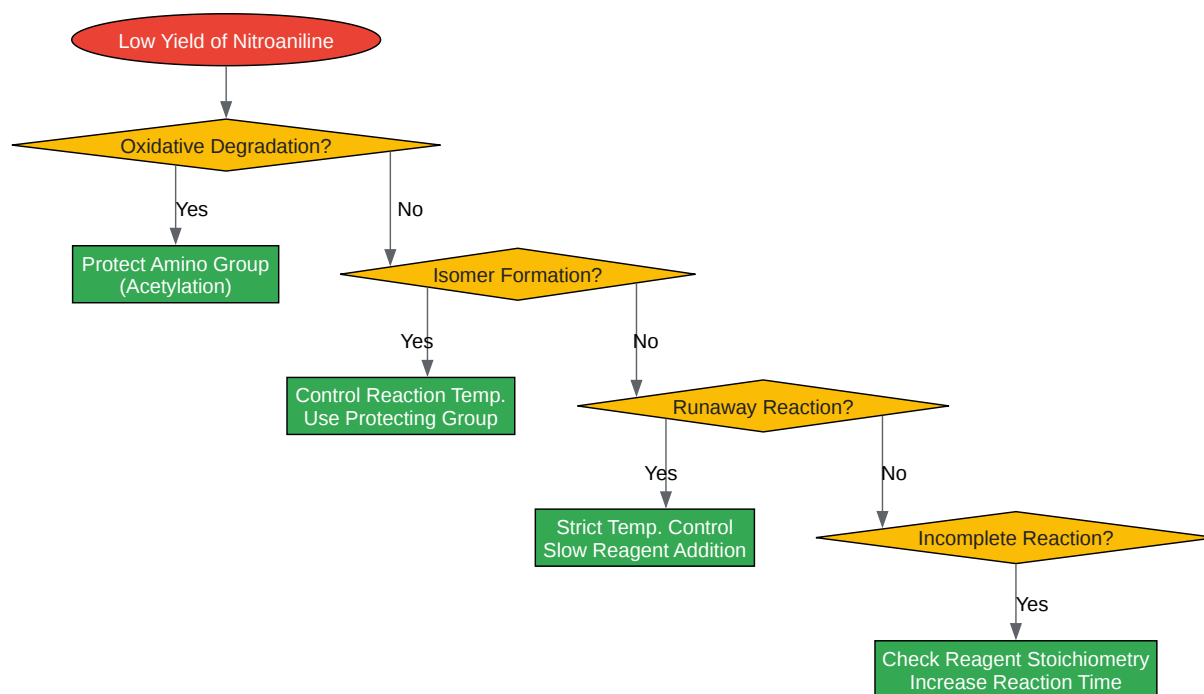 Low Yield of Nitroaniline
Oxidative Degradation?
Yes
No
Protect Amino Group
(Acetylation)
Isomer Formation?
Yes
No
Control Reaction Temp.
Use Protecting Group
Runaway Reaction?
Yes
No
Strict Temp. Control
Slow Reagent Addition
Incomplete Reaction?
Yes
Check Reagent Stoichiometry
Increase Reaction Time